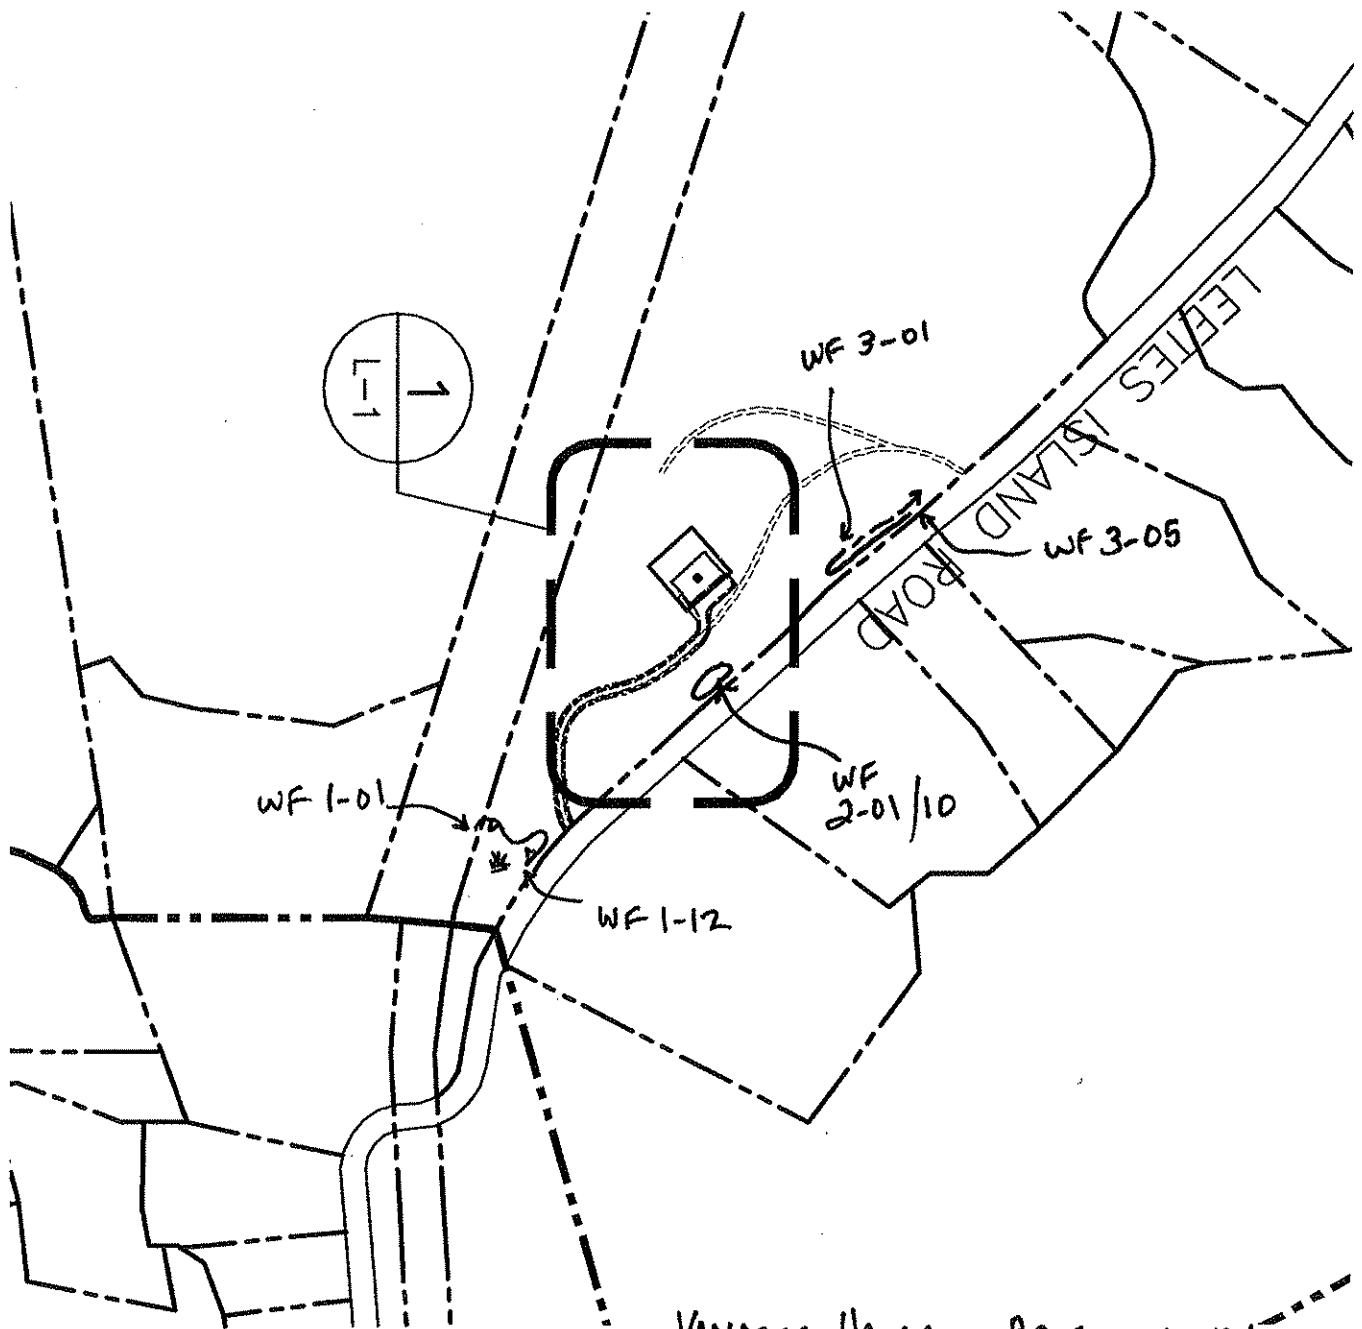 1
L-1
WF 3-01
LEETES ISLAND ROAD
WF 3-05
WF
2-01/10
WF 1-01
WF 1-12